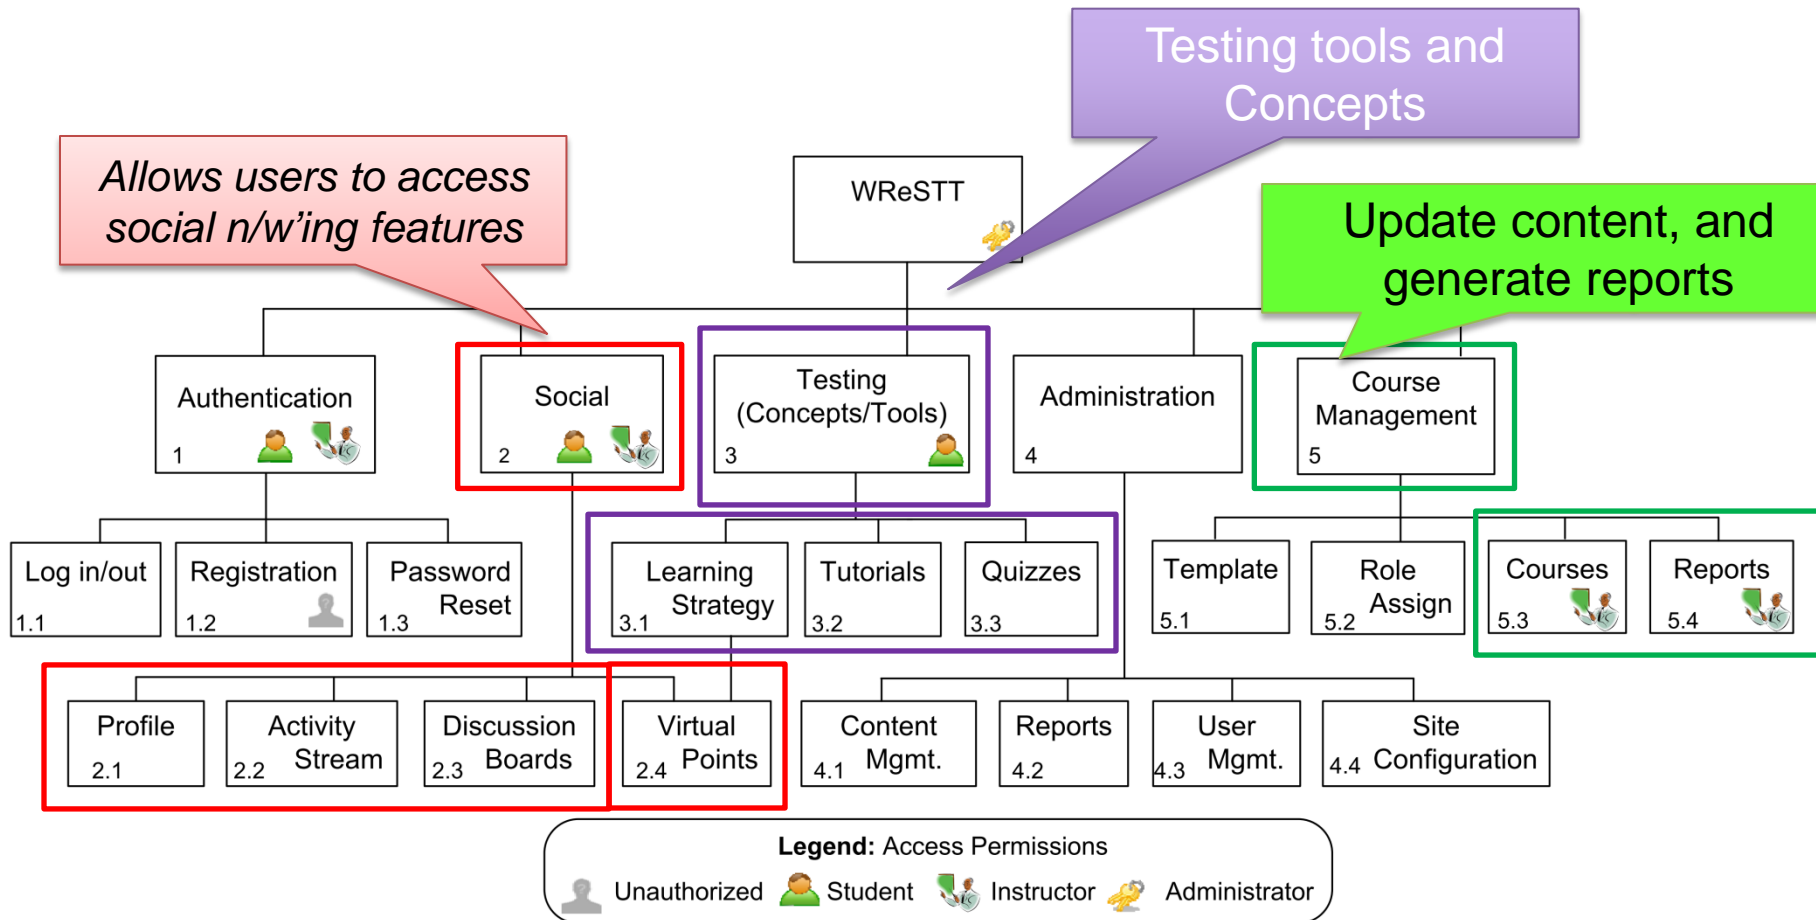 Testing tools and
Concepts
Allows users to access
social n/w'ing features
WReSTT
Update content, and
generate reports
Authentication
1
Social
2
Testing
(Concepts/Tools)
3
Administration
4
Course
Management
5
Log in/out
1.1
Registration
1.2
Password
Reset
1.3
Learning
Strategy
3.1
Tutorials
3.2
Quizzes
3.3
Template
5.1
Role
Assign
5.2
Courses
5.3
Reports
5.4
Profile
2.1
Activity
Stream
2.2
Discussion
Boards
2.3
Virtual
Points
2.4
Content
Mgmt.
4.1
Reports
4.2
User
Mgmt.
4.3
Site
Configuration
4.4
Legend: Access Permissions
Unauthorized Student Instructor Administrator